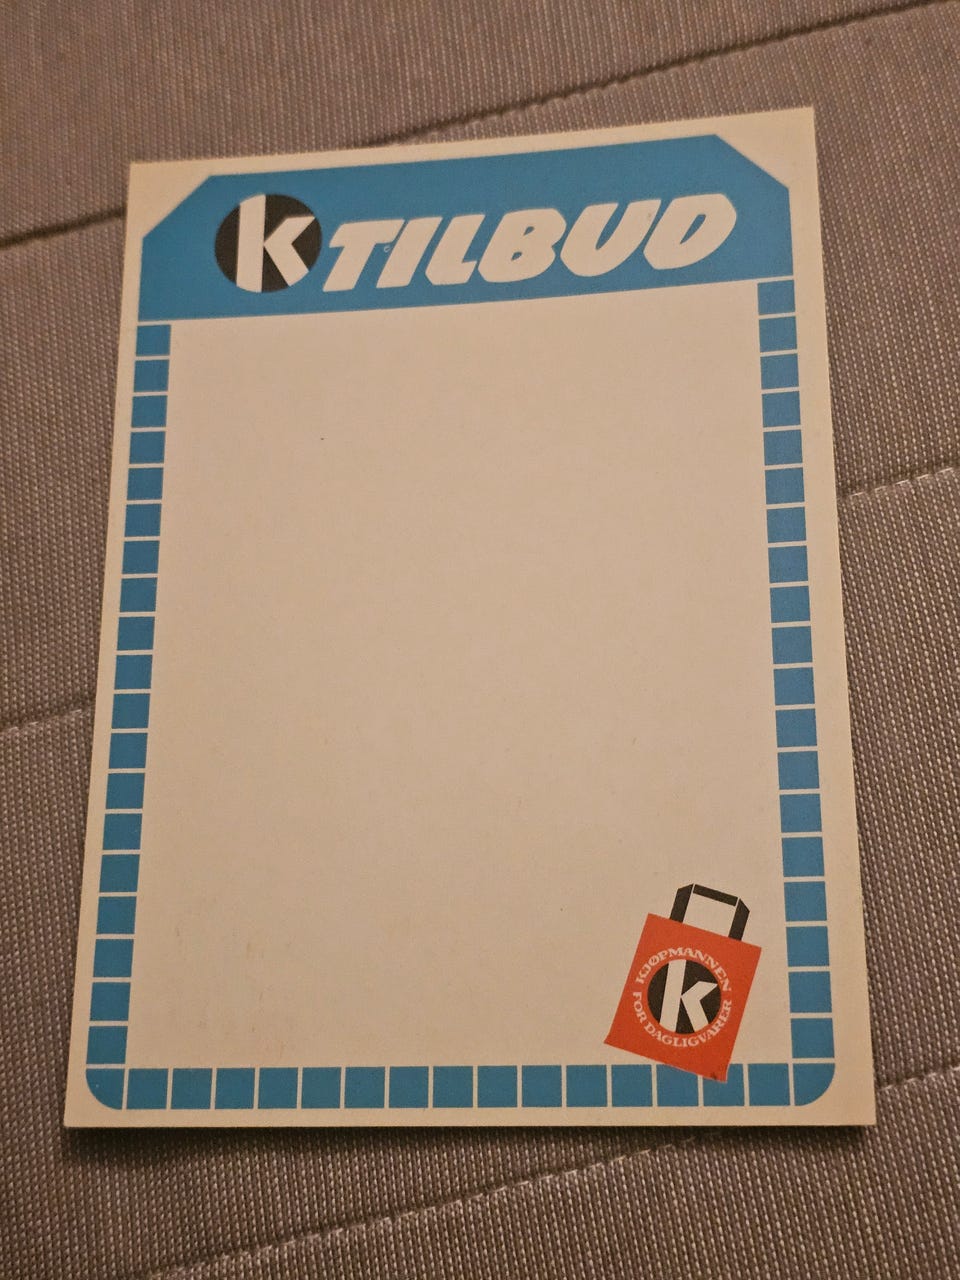 k TILBUD
KJØPMANNEN
k
FOR DAGLIGVARER